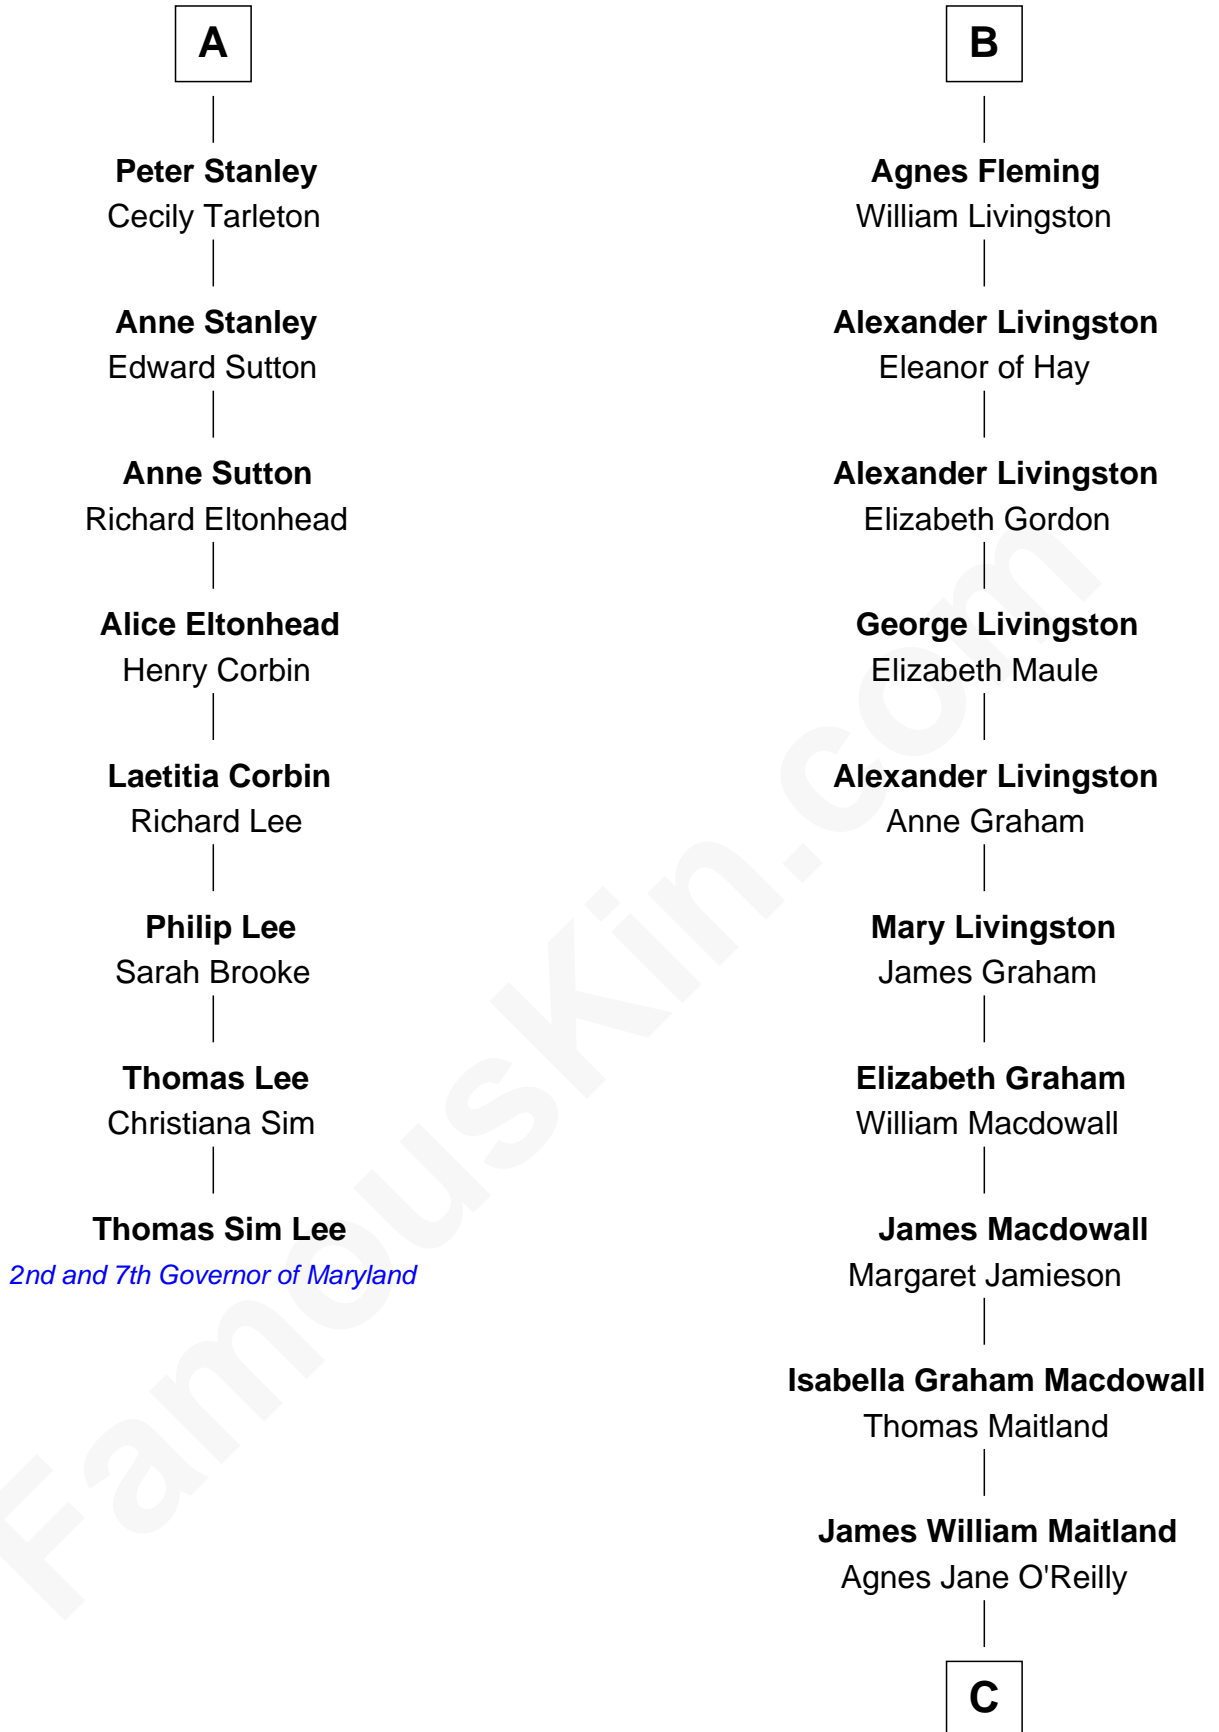 A
Peter Stanley
Cecily Tarleton
Anne Stanley
Edward Sutton
Anne Sutton
Richard Eltonhead
Alice Eltonhead
Henry Corbin
Laetitia Corbin
Richard Lee
Philip Lee
Sarah Brooke
Thomas Lee
Christiana Sim
Thomas Sim Lee
2nd and 7th Governor of Maryland
B
Agnes Fleming
William Livingston
Alexander Livingston
Eleanor of Hay
Alexander Livingston
Elizabeth Gordon
George Livingston
Elizabeth Maule
Alexander Livingston
Anne Graham
Mary Livingston
James Graham
Elizabeth Graham
William Macdowall
James Macdowall
Margaret Jamieson
Isabella Graham Macdowall
Thomas Maitland
James William Maitland
Agnes Jane O'Reilly
C
FamousKin.com